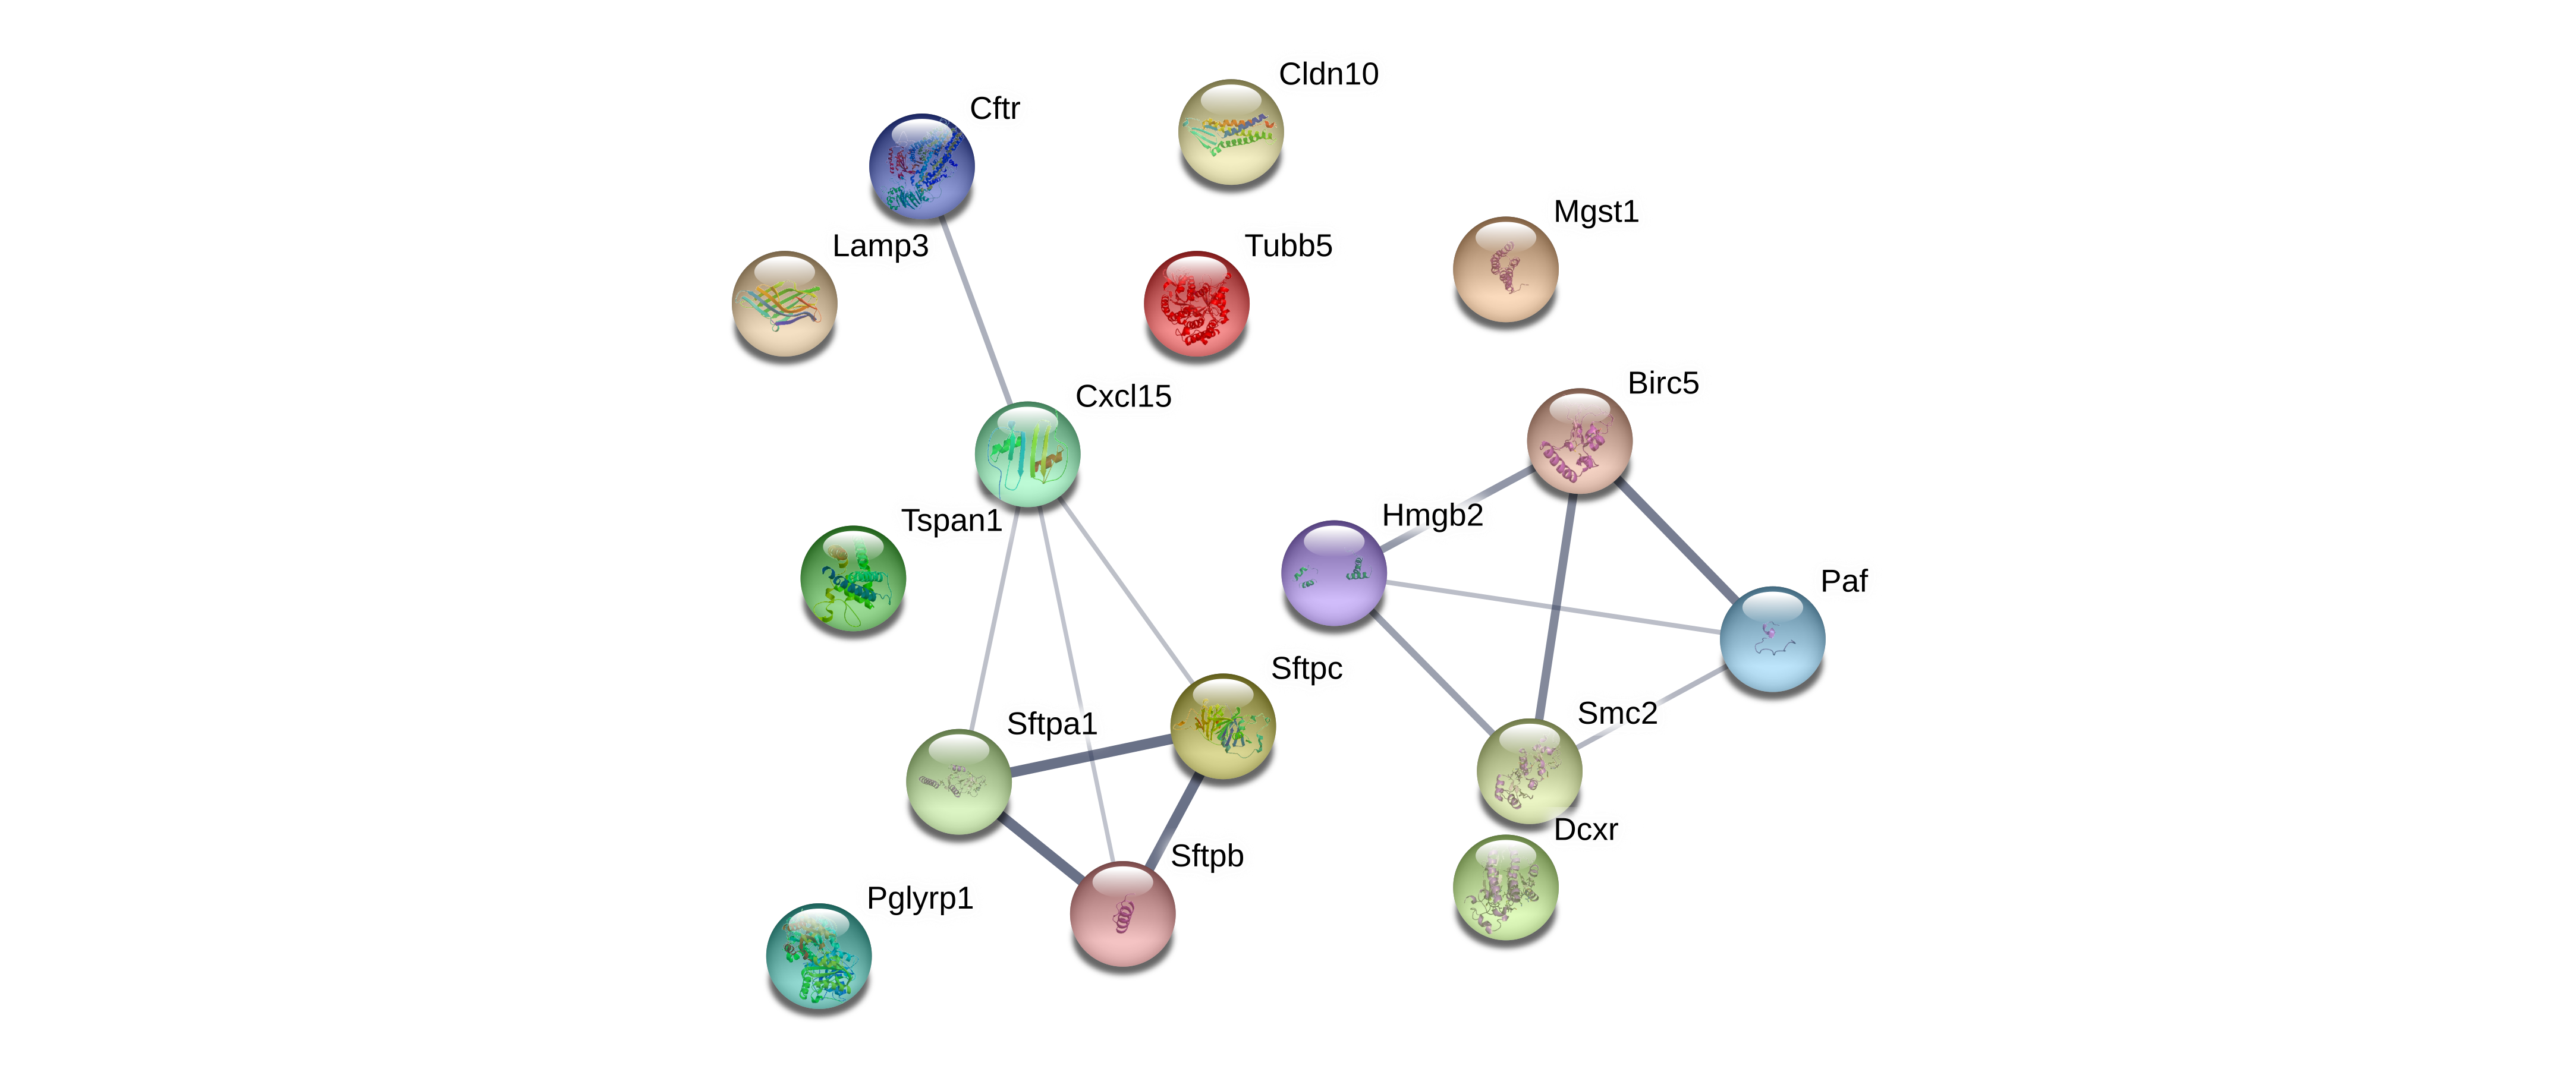 Cldn10
Cftr
Mgst1
Lamp3
Tubb5
Birc5
Cxcl15
Hmgb2
Tspan1
Paf
Sftpc
Smc2
Sftpa1
Dcxr
Sftpb
Pglyrp1